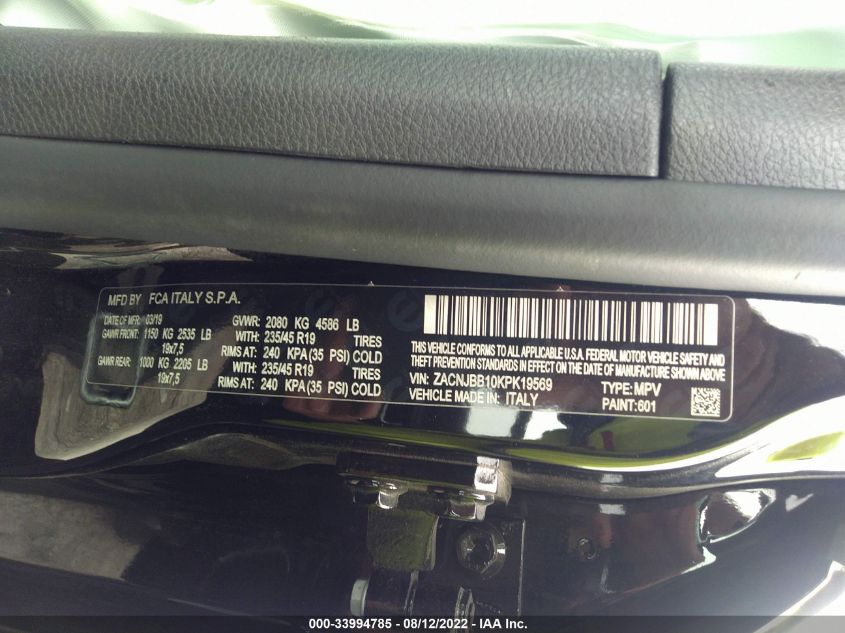 MFD BY FCA ITALY S.P.A.
DATE OF MFR: 03/19 GVWR: 2080 KG 4586 LB
GAWR FRONT: 1150 KG 2535 LB WITH: 235/45 R19 TIRES
19x7,5 RIMS AT: 240 KPA (35 PSI) COLD
GAWR REAR: 1000 KG 2205 LB WITH: 235/45 R19 TIRES
19x7,5 RIMS AT: 240 KPA (35 PSI) COLD
THIS VEHICLE CONFORMS TO ALL APPLICABLE U.S.A. FEDERAL MOTOR VEHICLE SAFETY, BUMPER, AND
THEFT PREVENTION STANDARDS IN EFFECT ON THE DATE OF MANUFACTURE SHOWN ABOVE.
VIN: ZACNJBB10KPK19569 TYPE: MPV
VEHICLE MADE IN: ITALY PAINT:601
000-33994785 - 08/12/2022 - IAA Inc.